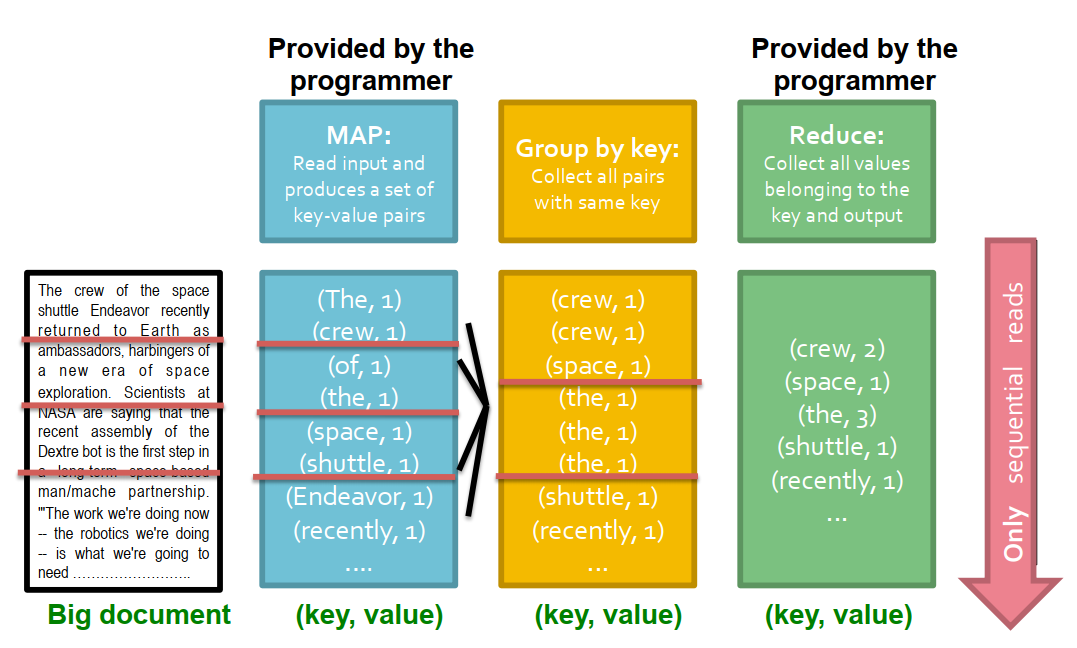 Provided by the
programmer
Provided by the
programmer
MAP:
Read input and
produces a set of
key-value pairs
Group by key:
Collect all pairs
with same key
Reduce:
Collect all values
belonging to the
key and output
The crew of the space
shuttle Endeavor recently
returned to Earth as
ambassadors, harbingers of
a new era of space
exploration. Scientists at
NASA are saying that the
recent assembly of the
Dextre bot is the first step in
a long-term space-based
man/mache partnership.
'"The work we're doing now
-- the robotics we're doing
-- is what we're going to
need ……………………..
(The, 1)
(crew, 1)
(of, 1)
(the, 1)
(space, 1)
(shuttle, 1)
(Endeavor, 1)
(recently, 1)
….
(crew, 1)
(crew, 1)
(space, 1)
(the, 1)
(the, 1)
(the, 1)
(shuttle, 1)
(recently, 1)
…
(crew, 2)
(space, 1)
(the, 3)
(shuttle, 1)
(recently, 1)
…
Only sequential reads
Big document
(key, value)
(key, value)
(key, value)